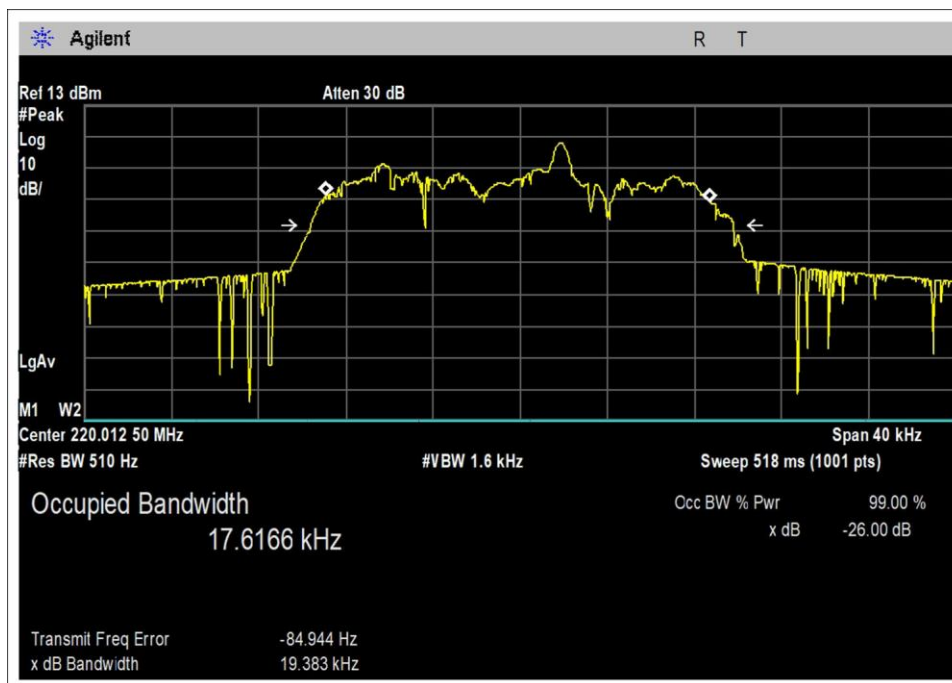 Agilent R T
Ref 13 dBm Atten 30 dB
#Peak
Log
10
dB/
LgAv
M1 W2
Center 220.012 50 MHz Span 40 kHz
#Res BW 510 Hz #VBW 1.6 kHz Sweep 518 ms (1001 pts)
Occupied Bandwidth Occ BW % Pwr 99.00 %
17.6166 kHz x dB -26.00 dB
Transmit Freq Error -84.944 Hz
x dB Bandwidth 19.383 kHz